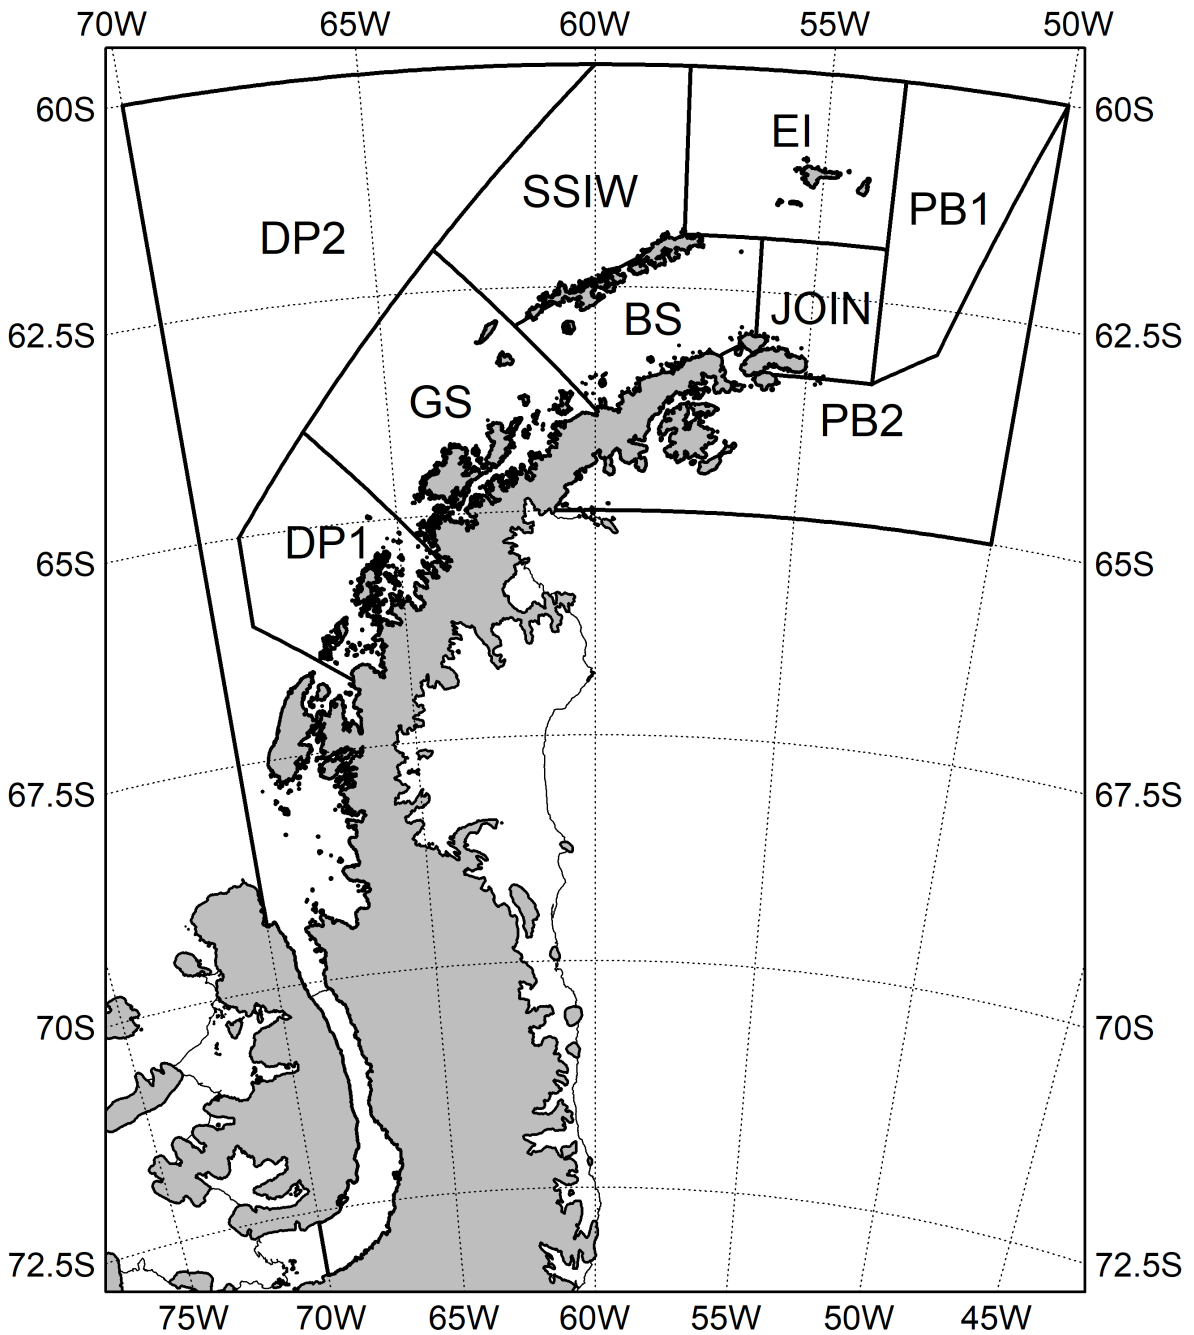 70W 65W 60W 55W 50W
60S 60S
EI
SSIW
PB1
DP2
62.5S JOIN 62.5S
BS
GS
PB2
DP1
65S 65S
67.5S 67.5S
70S 70S
72.5S 72.5S
75W 70W 65W 60W 55W 50W 45W